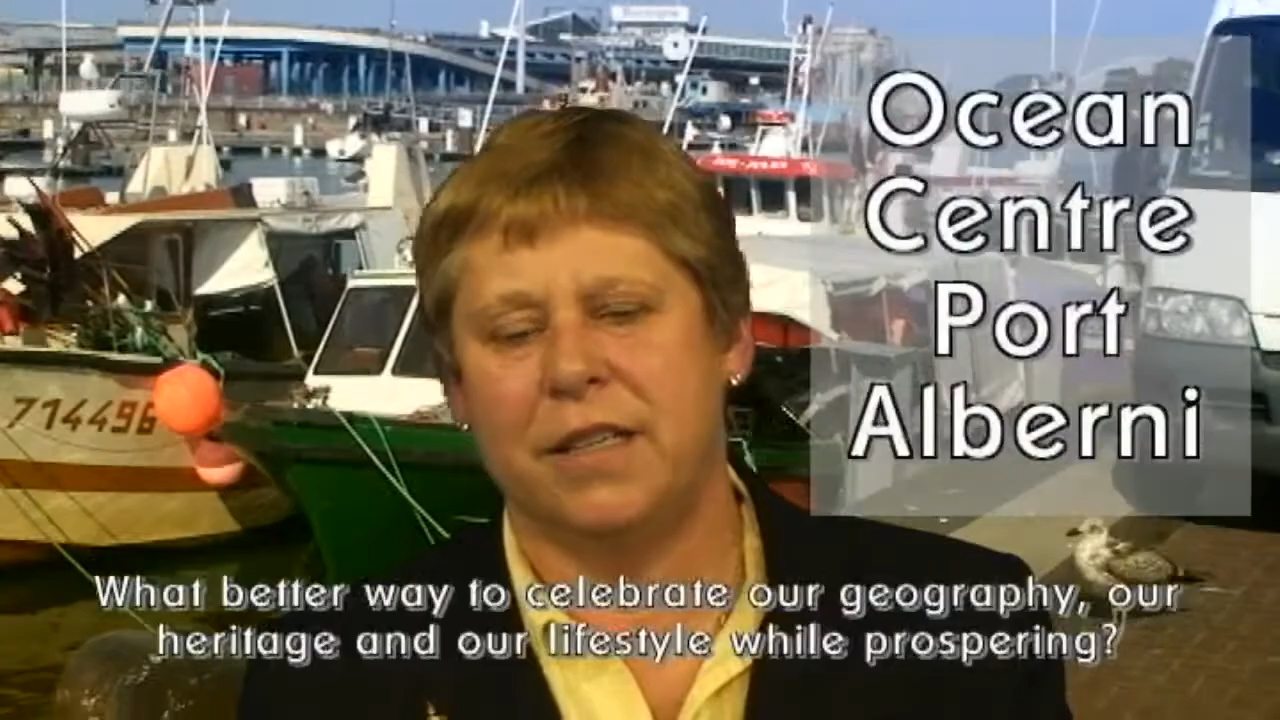 Ocean
Centre
Port
Alberni
714496
What better way to celebrate our geography, our
heritage and our lifestyle while prospering?